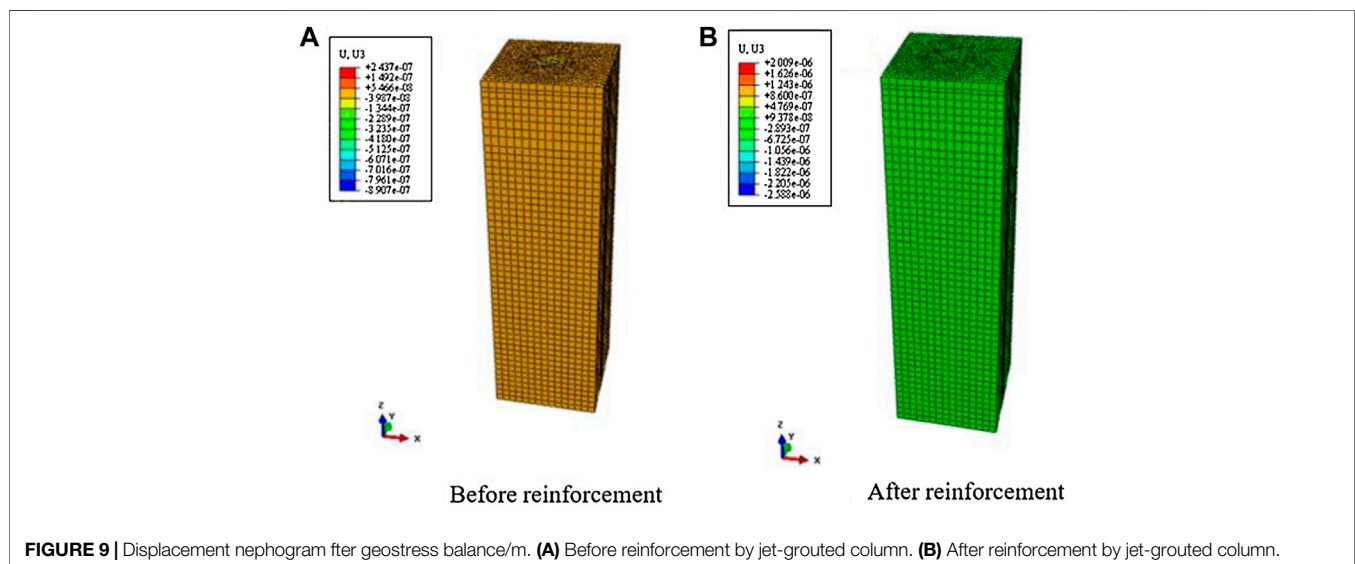 A
U, U3
+2.437e-07
+1.492e-07
+5.466e-08
-3.987e-08
-1.344e-07
-2.289e-07
-3.235e-07
-4.180e-07
-5.125e-07
-6.071e-07
-7.016e-07
-7.961e-07
-8.907e-07
Z
Y
X
Before reinforcement
B
U, U3
+2.009e-06
+1.626e-06
+1.243e-06
+8.600e-07
+4.769e-07
+9.378e-08
-2.893e-07
-6.725e-07
-1.056e-06
-1.439e-06
-1.822e-06
-2.205e-06
-2.588e-06
Z
Y
X
After reinforcement
FIGURE 9 | Displacement nephogram fter geostress balance/m. (A) Before reinforcement by jet-grouted column. (B) After reinforcement by jet-grouted column.